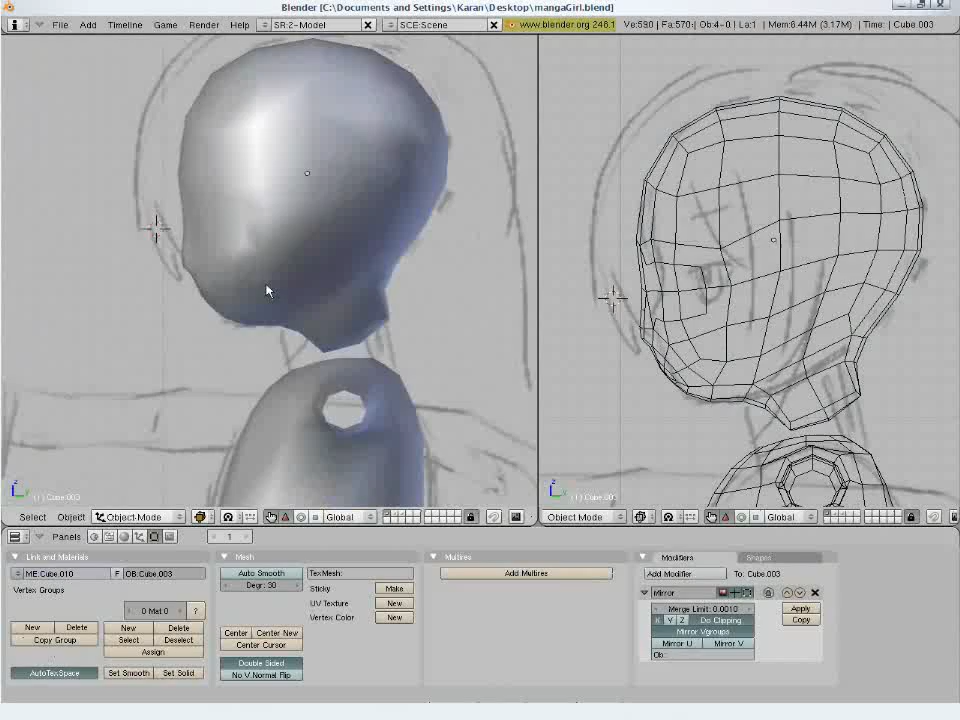 Blender [C:\Documents and Settings\Karan\Desktop\mangaGirl.blend]
File Add Timeline Game Render Help SR:2-Model SCE:Scene www.blender.org 246.1 Ve:590 | Fa:570 | Ob:4-0 | La:1 | Mem:6.44M (3.17M) | Time: | Cube.003
z
y
(1) Cube.003
z
y
Select Object Object Mode Global
Object Mode Global
Panels 1
Link and Materials
ME:Cube.010 F OB:Cube.003
Vertex Groups
0 Mat 0 ?
New Delete New Delete
Copy Group Select Deselect
Assign
AutoTexSpace Set Smooth Set Solid
Mesh
Auto Smooth
Degr: 30
TexMesh:
Sticky Make
UV Texture New
Vertex Color New
Center Center New
Center Cursor
Double Sided
No V.Normal Flip
Multires
Add Multires
Modifiers Shapes
Add Modifier To: Cube.003
Mirror
Merge Limit: 0.0010
X Y Z Do Clipping
Mirror Vgroups
Mirror U Mirror V
Ob:
Apply
Copy